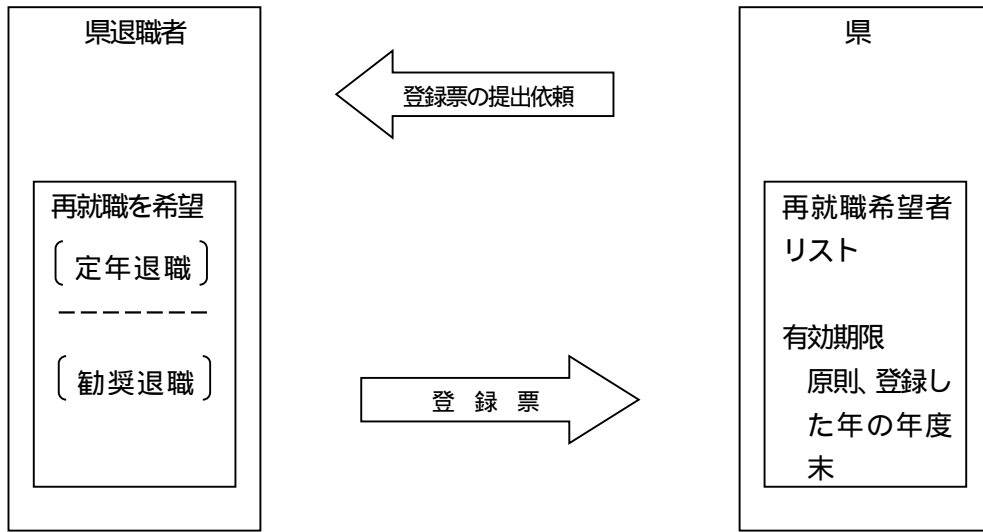 県退職者
県
登録票の提出依頼
再就職を希望
〔定年退職〕
〔勧奨退職〕
登 録 票
再就職希望者
リスト
有効期限
原則、登録し
た年の年度
末